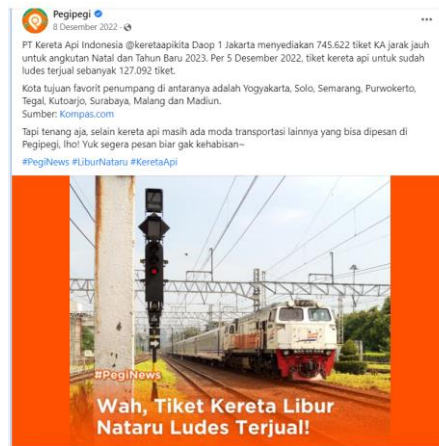 Pegipegi
8 Desember 2022 ·
PT Kereta Api Indonesia @keretaapikita Daop 1 Jakarta menyediakan 745.622 tiket KA jarak jauh
untuk angkutan Natal dan Tahun Baru 2023. Per 5 Desember 2022, tiket kereta api untuk sudah
ludes terjual sebanyak 127.092 tiket.
Kota tujuan favorit penumpang di antaranya adalah Yogyakarta, Solo, Semarang, Purwokerto,
Tegal, Kutoarjo, Surabaya, Malang dan Madiun.
Sumber: Kompas.com
Tapi tenang aja, selain kereta api masih ada moda transportasi lainnya yang bisa dipesan di
Pegipegi, lho! Yuk segera pesan biar gak kehabisan~
#PegiNews #LiburNataru #KeretaApi
#PegiNews
Wah, Tiket Kereta Libur
Nataru Ludes Terjual!